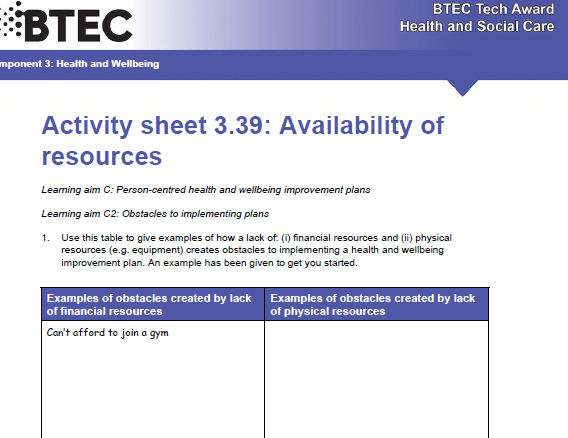 BTEC
BTEC Tech Award
Health and Social Care
mponent 3: Health and Wellbeing
Activity sheet 3.39: Availability of
resources
Learning aim C: Person-centred health and wellbeing improvement plans
Learning aim C2: Obstacles to implementing plans
1. Use this table to give examples of how a lack of: (i) financial resources and (ii) physical
resources (e.g. equipment) creates obstacles to implementing a health and wellbeing
improvement plan. An example has been given to get you started.
Examples of obstacles created by lack
of financial resources
Examples of obstacles created by lack
of physical resources
Can't afford to join a gym